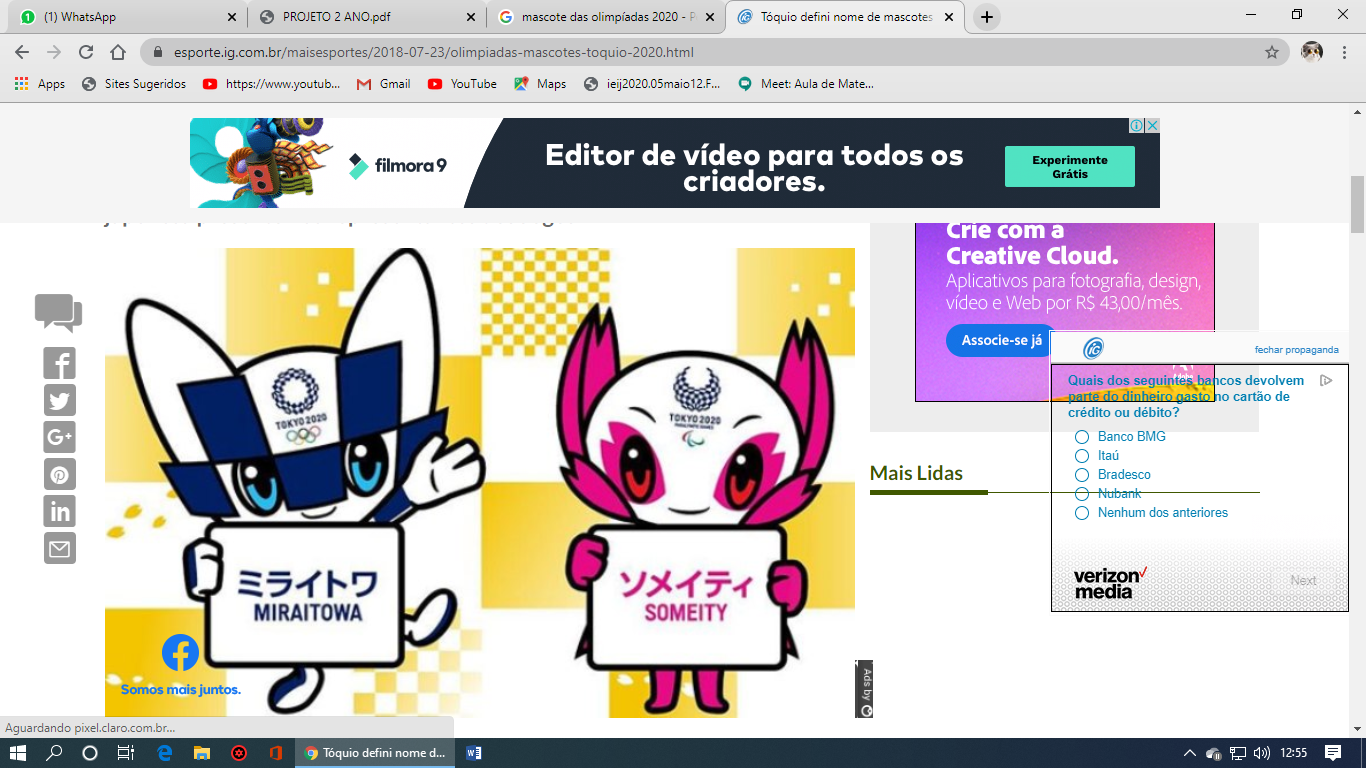 (1) WhatsApp
PROJETO 2 ANO.pdf
mascote das olimpíadas 2020 - P
Tóquio defini nome de mascotes
esporte.ig.com.br/maisesportes/2018-07-23/olimpiadas-mascotes-toquio-2020.html
Apps
Sites Sugeridos
https://www.youtub...
Gmail
YouTube
Maps
ieij2020.05maio12.F...
Meet: Aula de Mate...
filmora 9
Editor de vídeo para todos os
criadores.
Experimente
Grátis
Crie com a
Creative Cloud.
Aplicativos para fotografia, design,
vídeo e Web por R$ 43,00/mês.
Associe-se já
TOKYO 2020
TOKYO 2020
PARALYMPIC GAMES
ミライトワ
MIRAITOWA
ソメイティ
SOMEITY
Somos mais juntos.
Ads by
Mais Lidas
iG
fechar propaganda
Quais dos seguintes bancos devolvem
parte do dinheiro gasto no cartão de
crédito ou débito?
Banco BMG
Itaú
Bradesco
Nubank
Nenhum dos anteriores
verizon
media
Next
Aguardando pixel.claro.com.br...
Tóquio defini nome d...
12:55